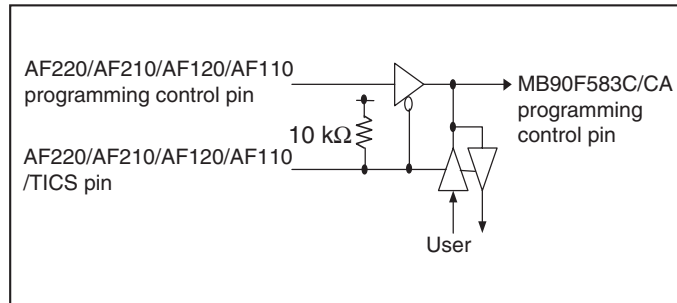 AF220/AF210/AF120/AF110
programming control pin
MB90F583C/CA
programming
control pin
10 kΩ
AF220/AF210/AF120/AF110
/TICS pin
User